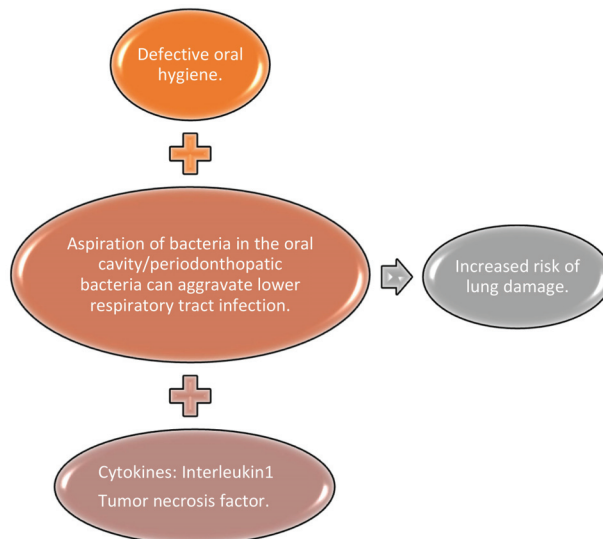 Defective oral
hygiene.
Aspiration of bacteria in the oral
cavity/periodonthopatic
bacteria can aggravate lower
respiratory tract infection.
Increased risk of
lung damage.
Cytokines: Interleukin1
Tumor necrosis factor.